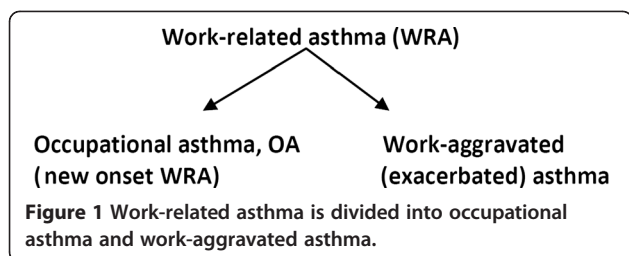 Work-related asthma (WRA)
Occupational asthma, OA
(new onset WRA)
Work-aggravated
(exacerbated) asthma
Figure 1 Work-related asthma is divided into occupational
asthma and work-aggravated asthma.